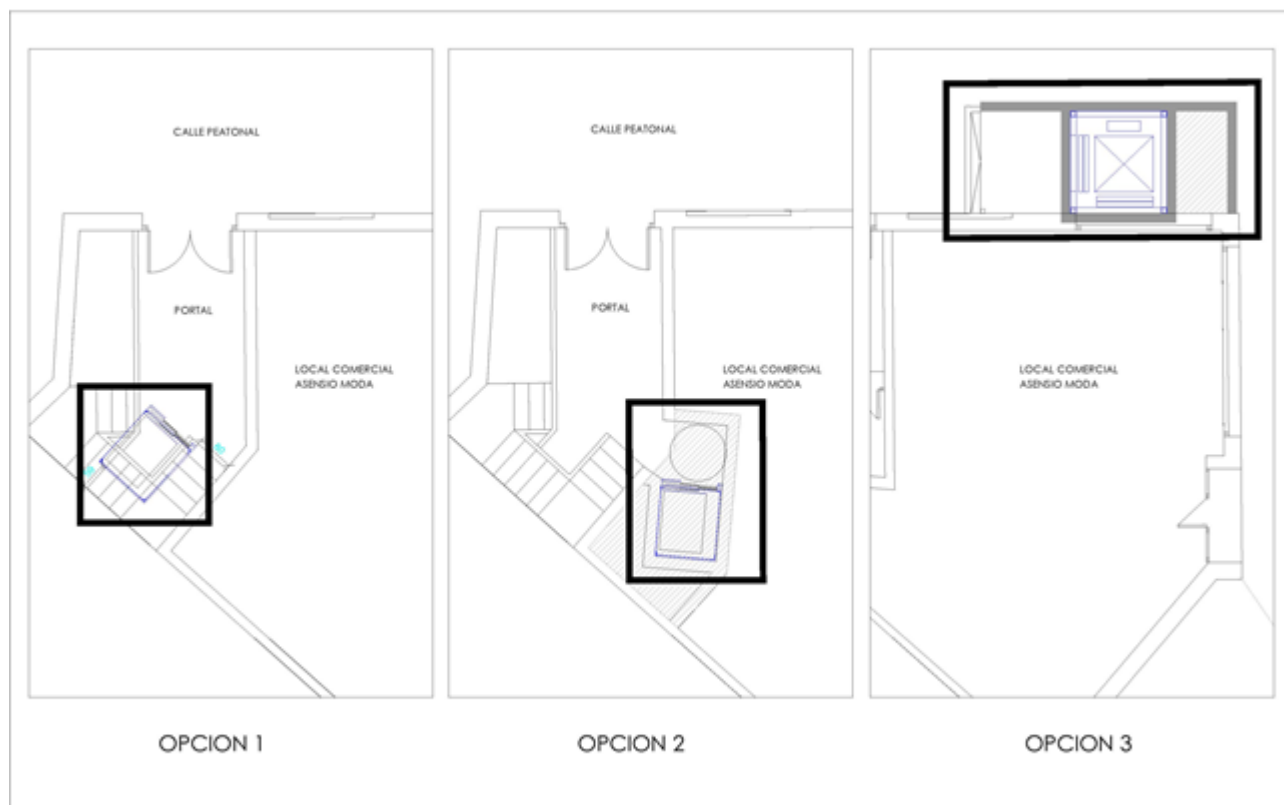 CALLE PEATONAL
PORTAL
LOCAL COMERCIAL
ASENSIO MODA
OPCION 1
CALLE PEATONAL
PORTAL
LOCAL COMERCIAL
ASENSIO MODA
OPCION 2
LOCAL COMERCIAL
ASENSIO MODA
OPCION 3